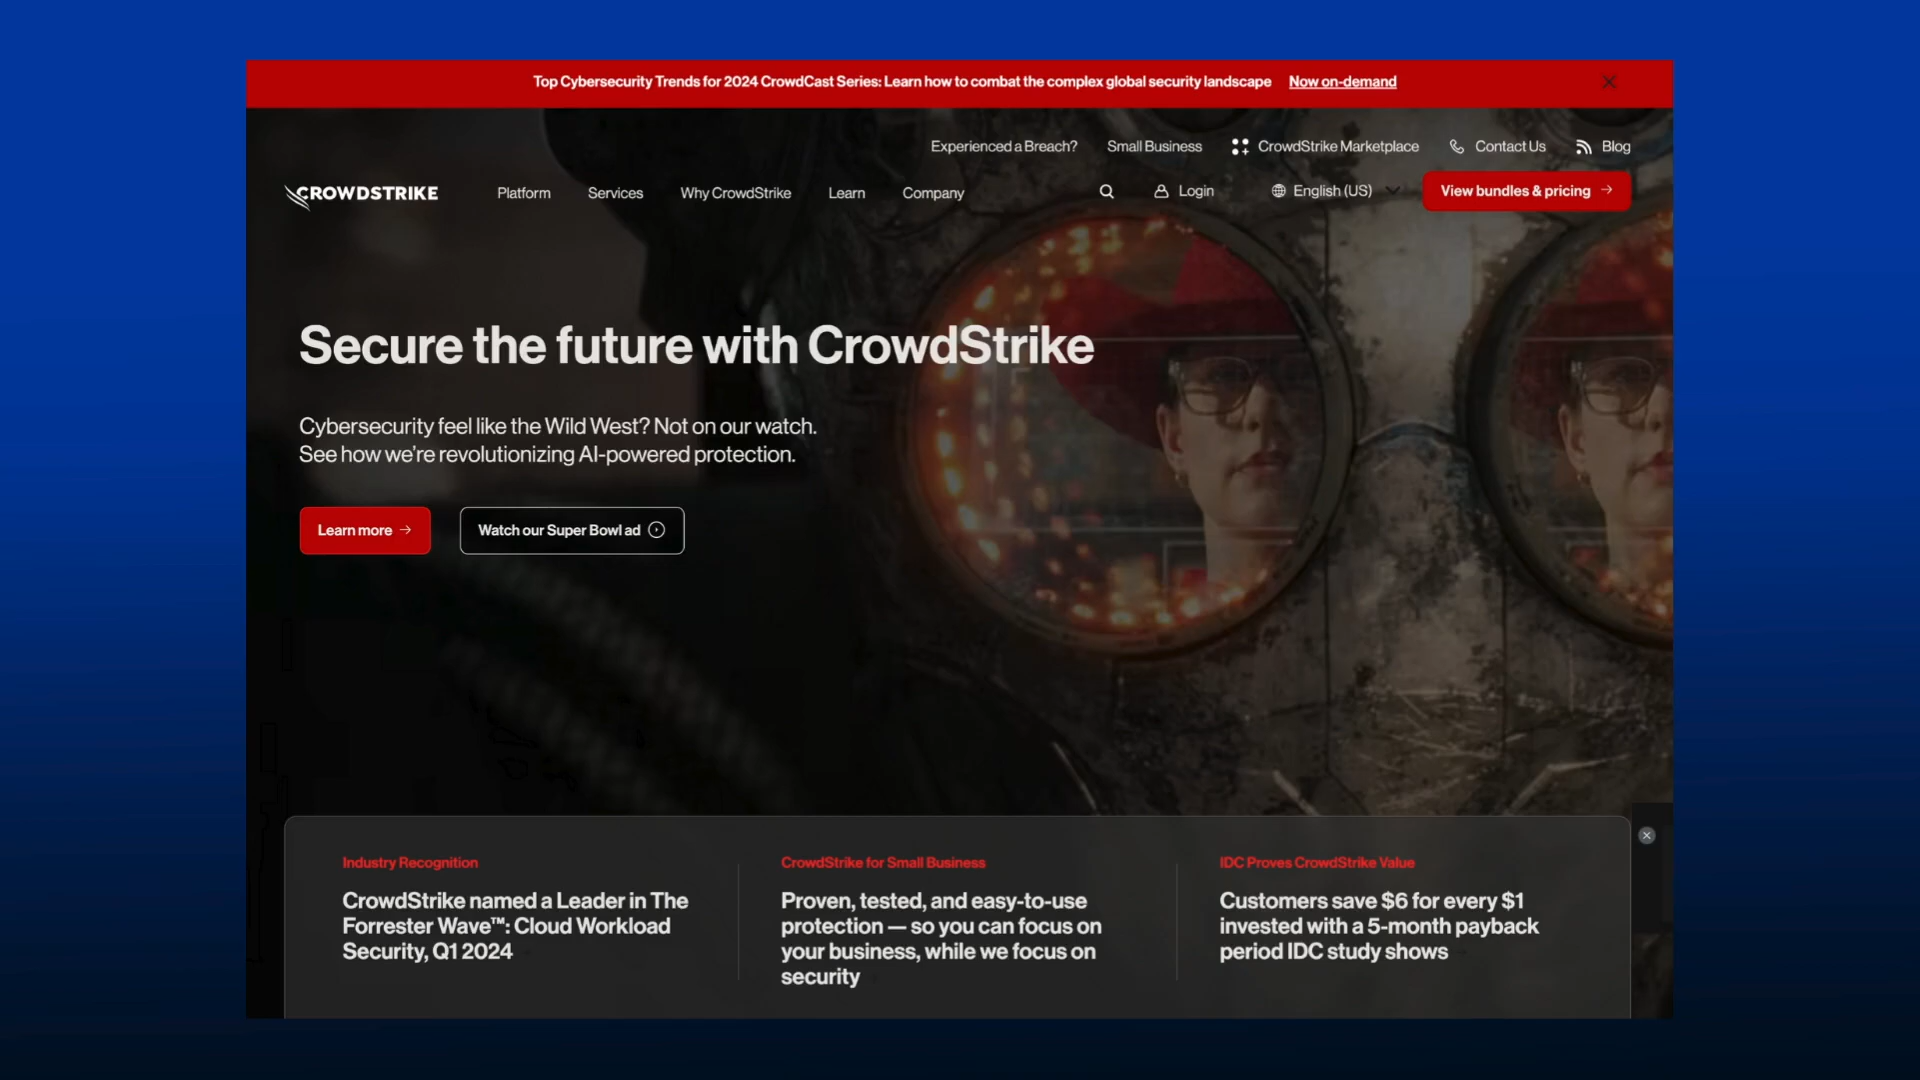 Top Cybersecurity Trends for 2024 CrowdCast Series: Learn how to combat the complex global security landscape Now on-demand
Experienced a Breach? Small Business CrowdStrike Marketplace Contact Us Blog
CROWDSTRIKE Platform Services Why CrowdStrike Learn Company Login English (US) View bundles & pricing
Secure the future with CrowdStrike
Cybersecurity feel like the Wild West? Not on our watch.
See how we're revolutionizing AI-powered protection.
Learn more Watch our Super Bowl ad
Industry Recognition
CrowdStrike named a Leader in The
Forrester Wave™: Cloud Workload
Security, Q1 2024
CrowdStrike for Small Business
Proven, tested, and easy-to-use
protection — so you can focus on
your business, while we focus on
security
IDC Proves CrowdStrike Value
Customers save $6 for every $1
invested with a 5-month payback
period IDC study shows